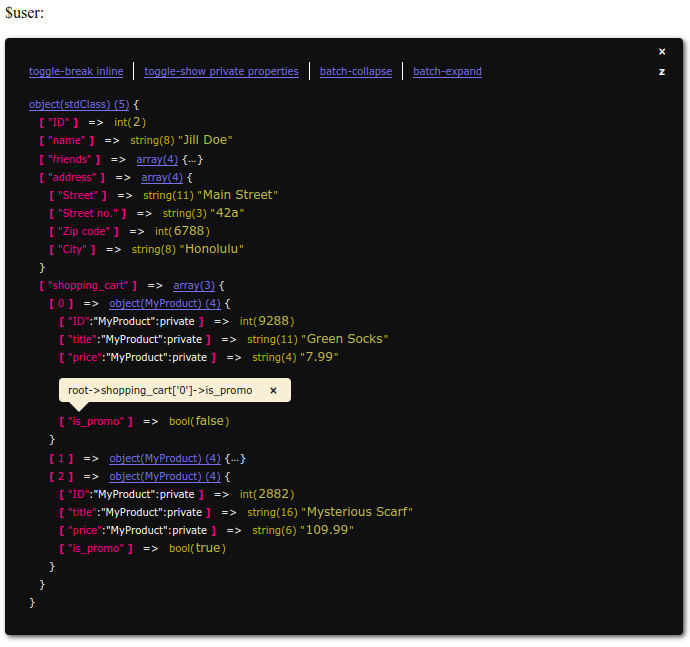 $user:
×
toggle-break inline | toggle-show private properties | batch-collapse | batch-expand z
object(stdClass) (5) {
[ "ID" ] => int(2)
[ "name" ] => string(8) "Jill Doe"
[ "friends" ] => array(4) {…}
[ "address" ] => array(4) {
[ "Street" ] => string(11) "Main Street"
[ "Street no." ] => string(3) "42a"
[ "Zip code" ] => int(6788)
[ "City" ] => string(8) "Honolulu"
}
[ "shopping_cart" ] => array(3) {
[ 0 ] => object(MyProduct) (4) {
[ "ID":"MyProduct":private ] => int(9288)
[ "title":"MyProduct":private ] => string(11) "Green Socks"
[ "price":"MyProduct":private ] => string(4) "7.99"
root->shopping_cart['0']->is_promo ×
[ "is_promo" ] => bool(false)
}
[ 1 ] => object(MyProduct) (4) {…}
[ 2 ] => object(MyProduct) (4) {
[ "ID":"MyProduct":private ] => int(2882)
[ "title":"MyProduct":private ] => string(16) "Mysterious Scarf"
[ "price":"MyProduct":private ] => string(6) "109.99"
[ "is_promo" ] => bool(true)
}
}
}